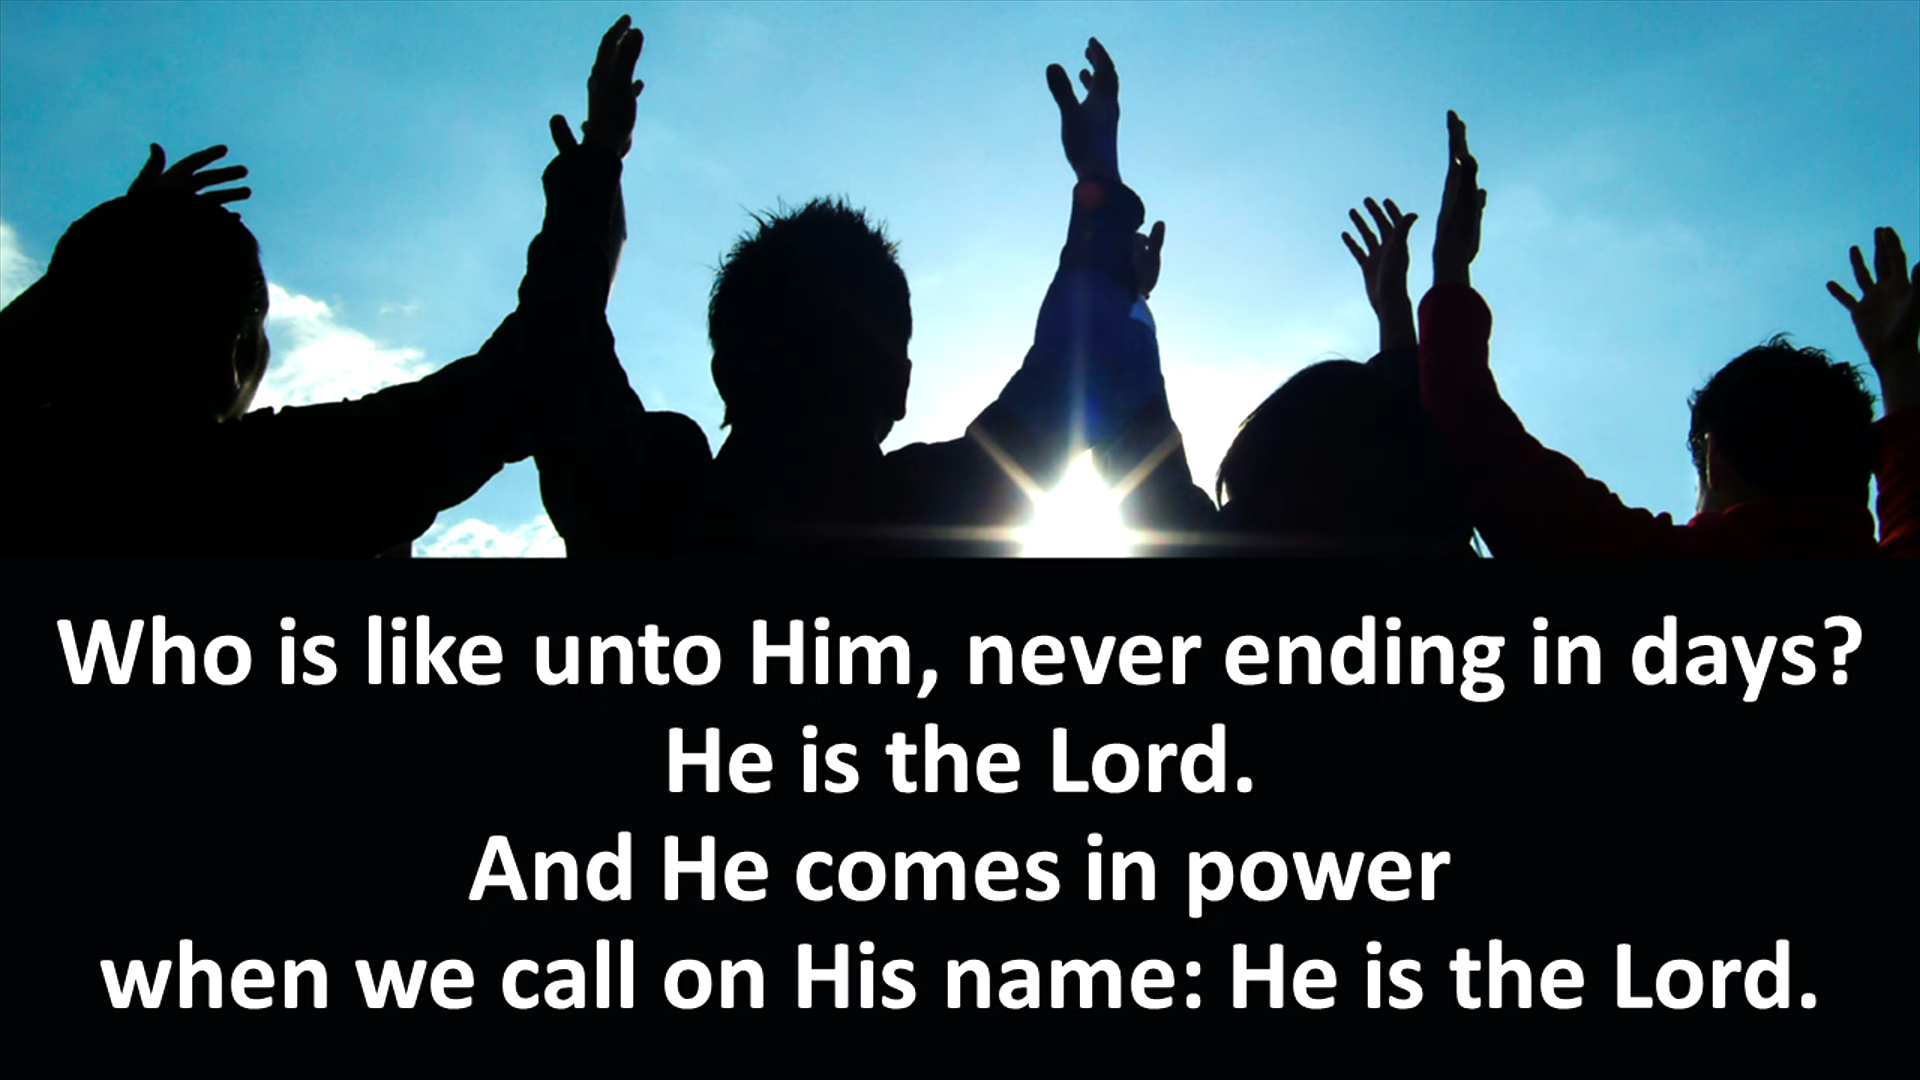 Who is like unto Him, never ending in days?
He is the Lord.
And He comes in power
when we call on His name: He is the Lord.